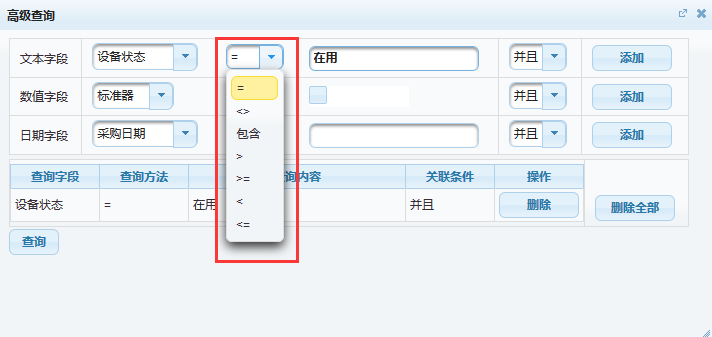 高级查询
文本字段 设备状态 = 在用 并且 添加
=
数值字段 标准器 并且 添加
<>
包含
日期字段 采购日期 并且 添加
>
查询字段 查询方法 询内容 关联条件 操作
>=
设备状态 = 在用 并且 删除 删除全部
<
<=
查询